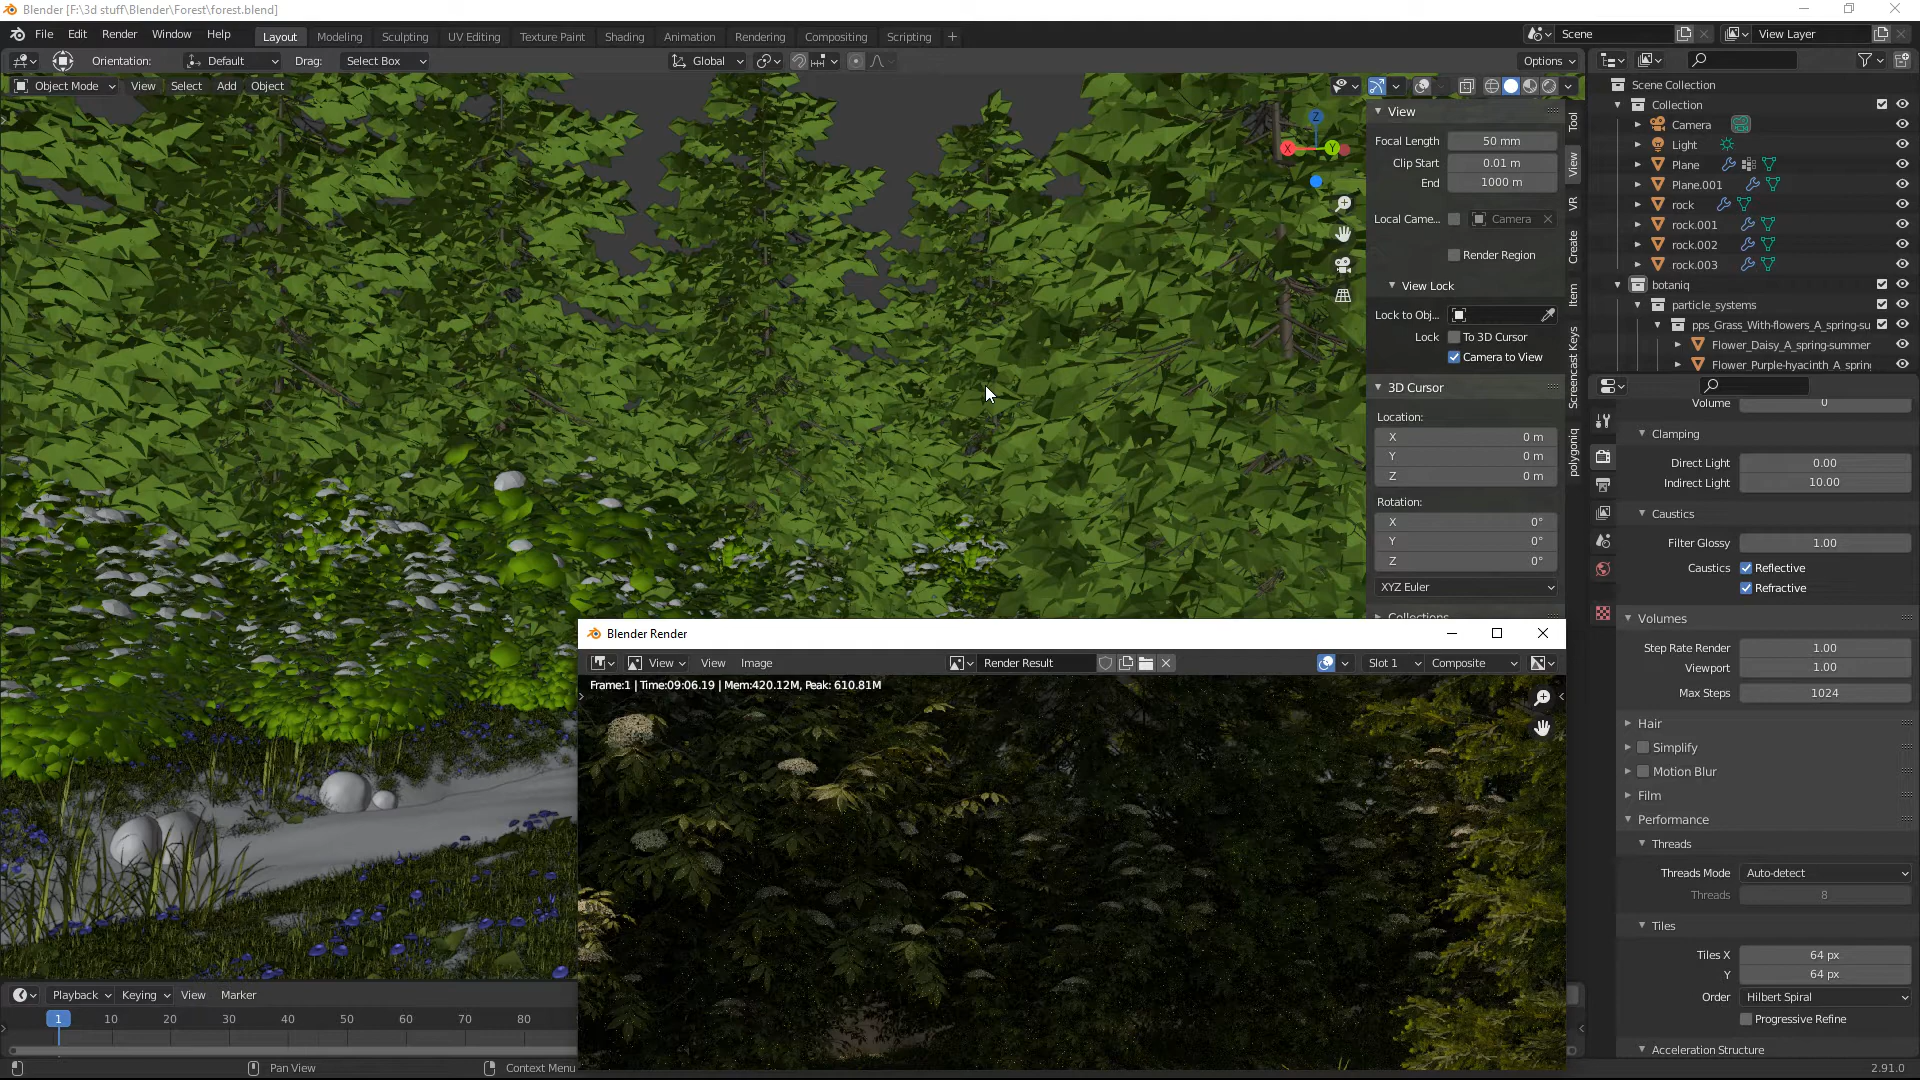 Blender [F:\3d stuff\Blender\Forest\forest.blend]
File Edit Render Window Help Layout Modeling Sculpting UV Editing Texture Paint Shading Animation Rendering Compositing Scripting + Scene View Layer
Orientation: Default Drag: Select Box Global Options
Object Mode View Select Add Object
Z
X
Y
View
Focal Length 50 mm
Clip Start 0.01 m
End 1000 m
Local Came... Camera
Render Region
View Lock
Lock to Obj...
Lock To 3D Cursor
Camera to View
3D Cursor
Location:
X 0 m
Y 0 m
Z 0 m
Rotation:
X 0°
Y 0°
Z 0°
XYZ Euler
Collections
Tool
View
VR
Create
Item
Screencast Keys
polygoniq
Scene Collection
Collection
Camera
Light
Plane
Plane.001
rock
rock.001
rock.002
rock.003
botaniq
particle_systems
pps_Grass_With-flowers_A_spring-su
Flower_Daisy_A_spring-summer
Flower_Purple-hyacinth_A_spring
Volume 0
Clamping
Direct Light 0.00
Indirect Light 10.00
Caustics
Filter Glossy 1.00
Caustics Reflective
Refractive
Volumes
Step Rate Render 1.00
Viewport 1.00
Max Steps 1024
Hair
Simplify
Motion Blur
Film
Performance
Threads
Threads Mode Auto-detect
Threads 8
Tiles
Tiles X 64 px
Y 64 px
Order Hilbert Spiral
Progressive Refine
Acceleration Structure
Blender Render
View View Image Render Result Slot 1 Composite
Frame:1 | Time:09:06.19 | Mem:420.12M, Peak: 610.81M
Playback Keying View Marker
1 10 20 30 40 50 60 70 80
Pan View Context Menu 2.91.0